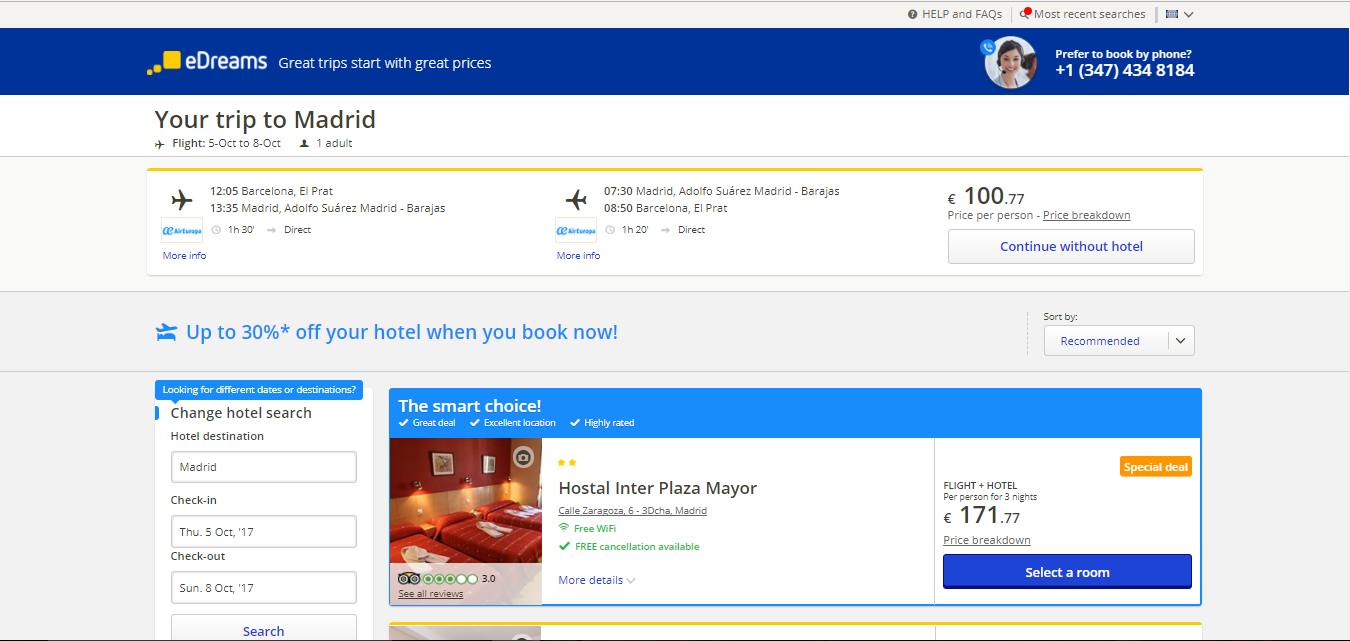 HELP and FAQs
Most recent searches
eDreams
Great trips start with great prices
Prefer to book by phone?
+1 (347) 434 8184
Your trip to Madrid
Flight: 5-Oct to 8-Oct
1 adult
12:05 Barcelona, El Prat
13:35 Madrid, Adolfo Suárez Madrid - Barajas
AirEuropa
1h 30'
Direct
More info
07:30 Madrid, Adolfo Suárez Madrid - Barajas
08:50 Barcelona, El Prat
AirEuropa
1h 20'
Direct
More info
€ 100.77
Price per person - Price breakdown
Continue without hotel
Up to 30%* off your hotel when you book now!
Sort by:
Recommended
Looking for different dates or destinations?
Change hotel search
Hotel destination
Madrid
Check-in
Thu. 5 Oct, '17
Check-out
Sun. 8 Oct, '17
Search
The smart choice!
Great deal
Excellent location
Highly rated
3.0
See all reviews
Hostal Inter Plaza Mayor
Calle Zaragoza, 6 - 3Dcha, Madrid
Free WiFi
FREE cancellation available
More details
Special deal
FLIGHT + HOTEL
Per person for 3 nights
€ 171.77
Price breakdown
Select a room